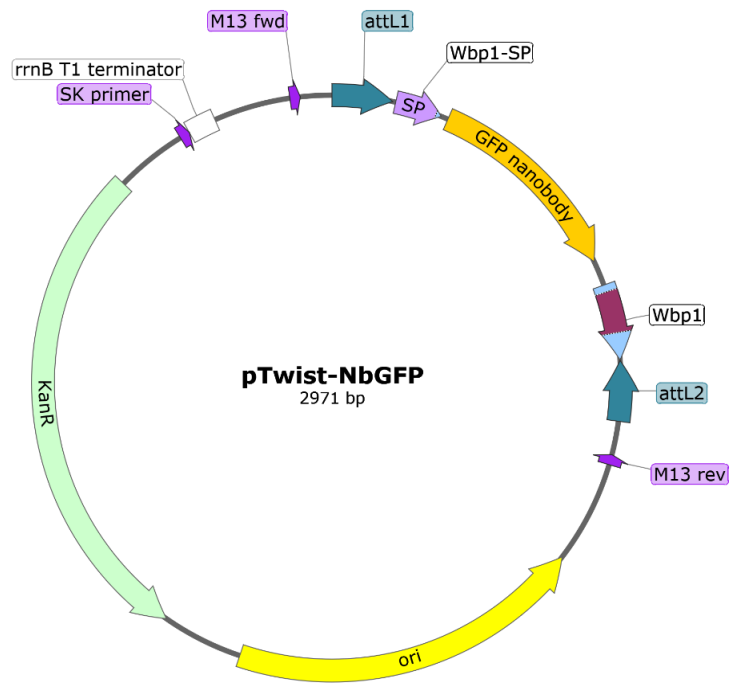 M13 fwd
attL1
Wbp1-SP
rrnB T1 terminator
SK primer
SP
GFP nanobody
Wbp1
pTwist-NbGFP
2971 bp
KanR
attL2
M13 rev
ori